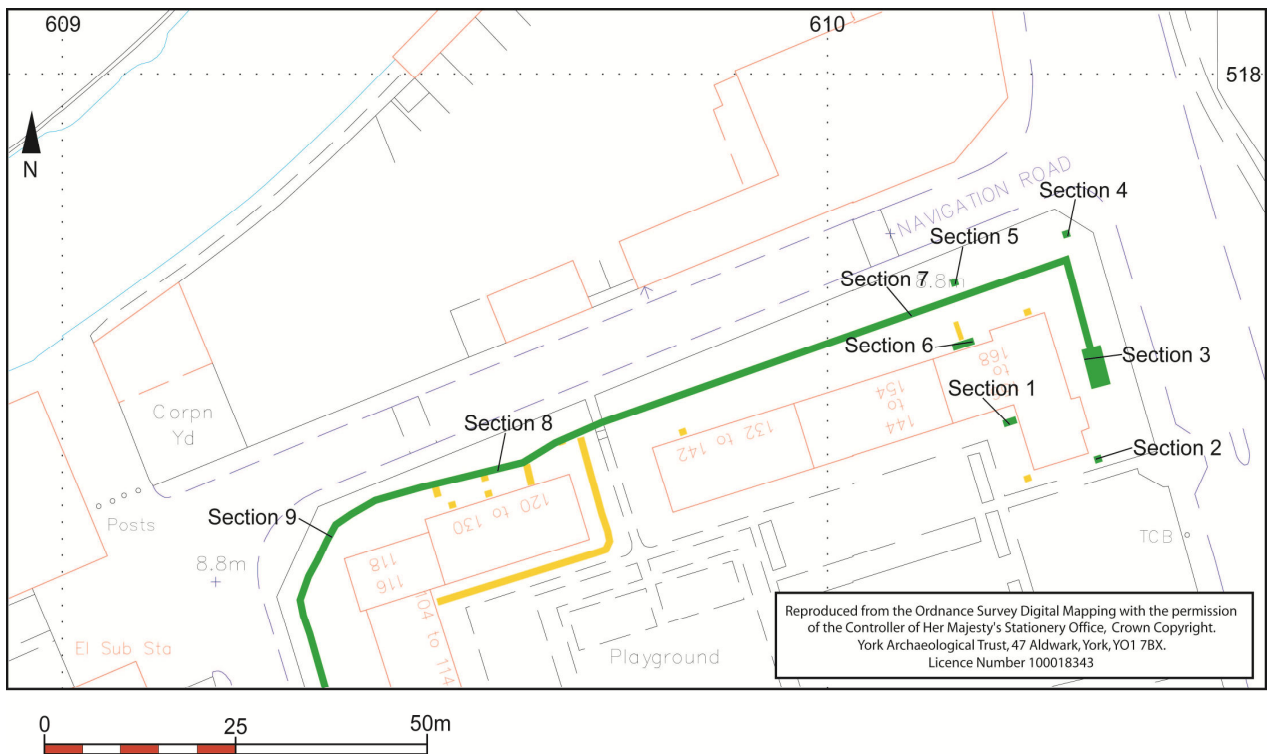 609
610
518
N
NAVIGATION ROAD
Section 4
Section 5
8.8m
Section 7
Section 6
Section 3
168
to
154
to
144
Section 1
132 to 142
Section 8
Section 2
Corpn
Yd
120 to 130
Section 9
Posts
TCB
118
116
8.8m
104 to 114
El Sub Sta
Playground
Reproduced from the Ordnance Survey Digital Mapping with the permission
of the Controller of Her Majesty's Stationery Office, Crown Copyright.
York Archaeological Trust, 47 Aldwark, York, YO1 7BX.
Licence Number 100018343
0
25
50m